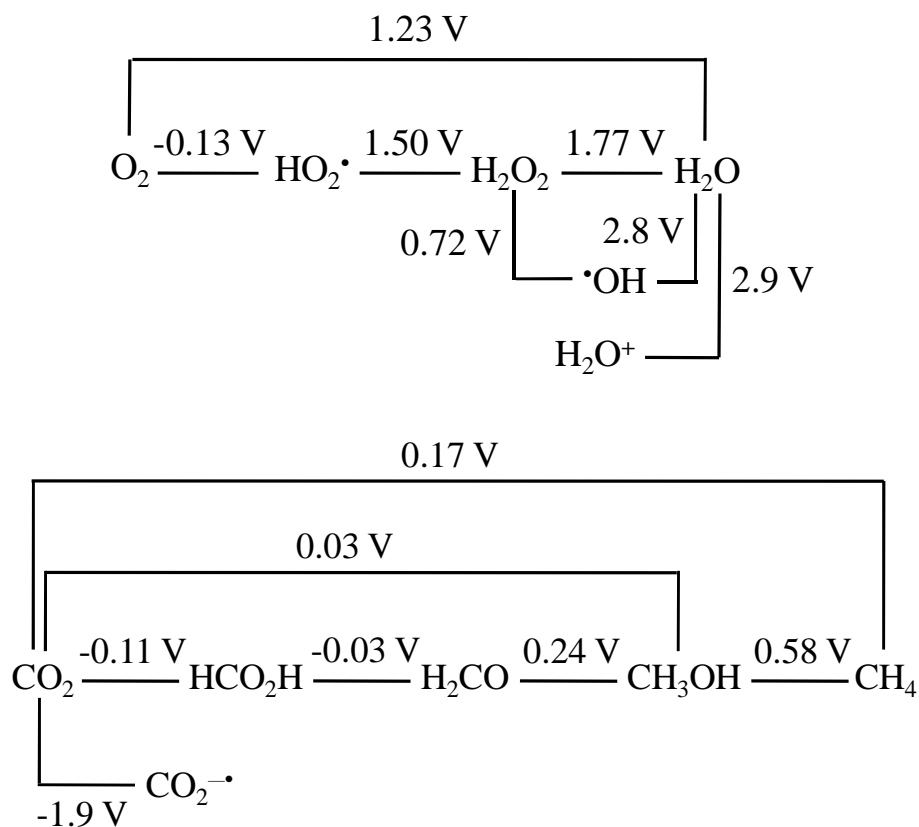 1.23 V
-0.13 V 1.50 V 1.77 V
O₂ HO₂• H₂O₂ H₂O
0.72 V 2.8 V
•OH 2.9 V
H₂O⁺
0.17 V
0.03 V
-0.11 V -0.03 V 0.24 V 0.58 V
CO₂ HCO₂H H₂CO CH₃OH CH₄
CO₂⁻•
-1.9 V